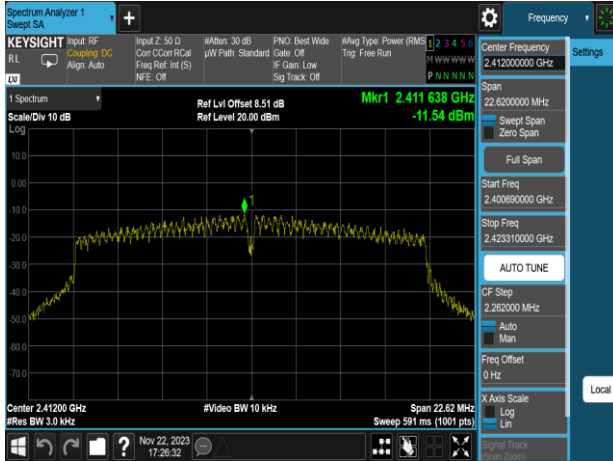 Spectrum Analyzer 1
Swept SA
Frequency
KEYSIGHT
RL
LXI
Input: RF
Coupling: DC
Align: Auto
Input Z: 50 Ω
Corr CCorr RCal
Freq Ref: Int (S)
NFE: Off
#Atten: 30 dB
µW Path: Standard
PNO: Best Wide
Gate: Off
IF Gain: Low
Sig Track: Off
#Avg Type: Power (RMS
Trig: Free Run
1 2 3 4 5 6
M W W W W W
P N N N N N
Center Frequency
2.412000000 GHz
Settings
1 Spectrum
Scale/Div 10 dB
Log
Ref Lvl Offset 8.51 dB
Ref Level 20.00 dBm
Mkr1 2.411 638 GHz
-11.54 dBm
10.0
0.00
-10.0
-20.0
-30.0
-40.0
-50.0
-60.0
-70.0
1
Span
22.6200000 MHz
Swept Span
Zero Span
Full Span
Start Freq
2.400690000 GHz
Stop Freq
2.423310000 GHz
AUTO TUNE
CF Step
2.262000 MHz
Auto
Man
Freq Offset
0 Hz
X Axis Scale
Log
Lin
Local
Signal Track
(Span Zoom)
Center 2.41200 GHz
#Res BW 3.0 kHz
#Video BW 10 kHz
Span 22.62 MHz
Sweep 591 ms (1001 pts)
Nov 22, 2023
17:26:32